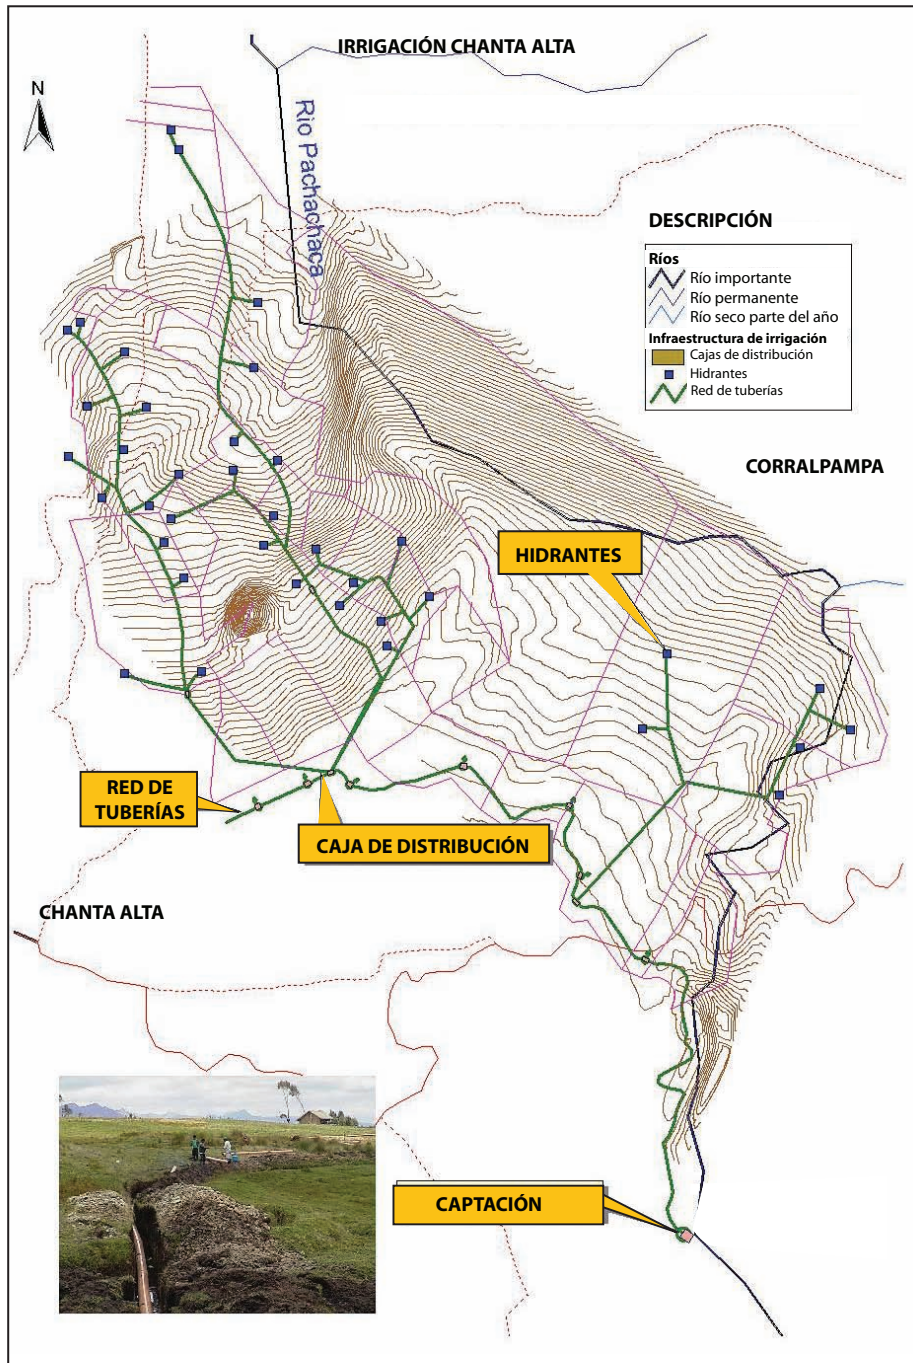 IRRIGACIÓN CHANTA ALTA
N
Rio Pachachaca
DESCRIPCIÓN
Ríos
Río importante
Río permanente
Río seco parte del año
Infraestructura de irrigación
Cajas de distribución
Hidrantes
Red de tuberías
CORRALPAMPA
HIDRANTES
RED DE
TUBERÍAS
CAJA DE DISTRIBUCIÓN
CHANTA ALTA
CAPTACIÓN